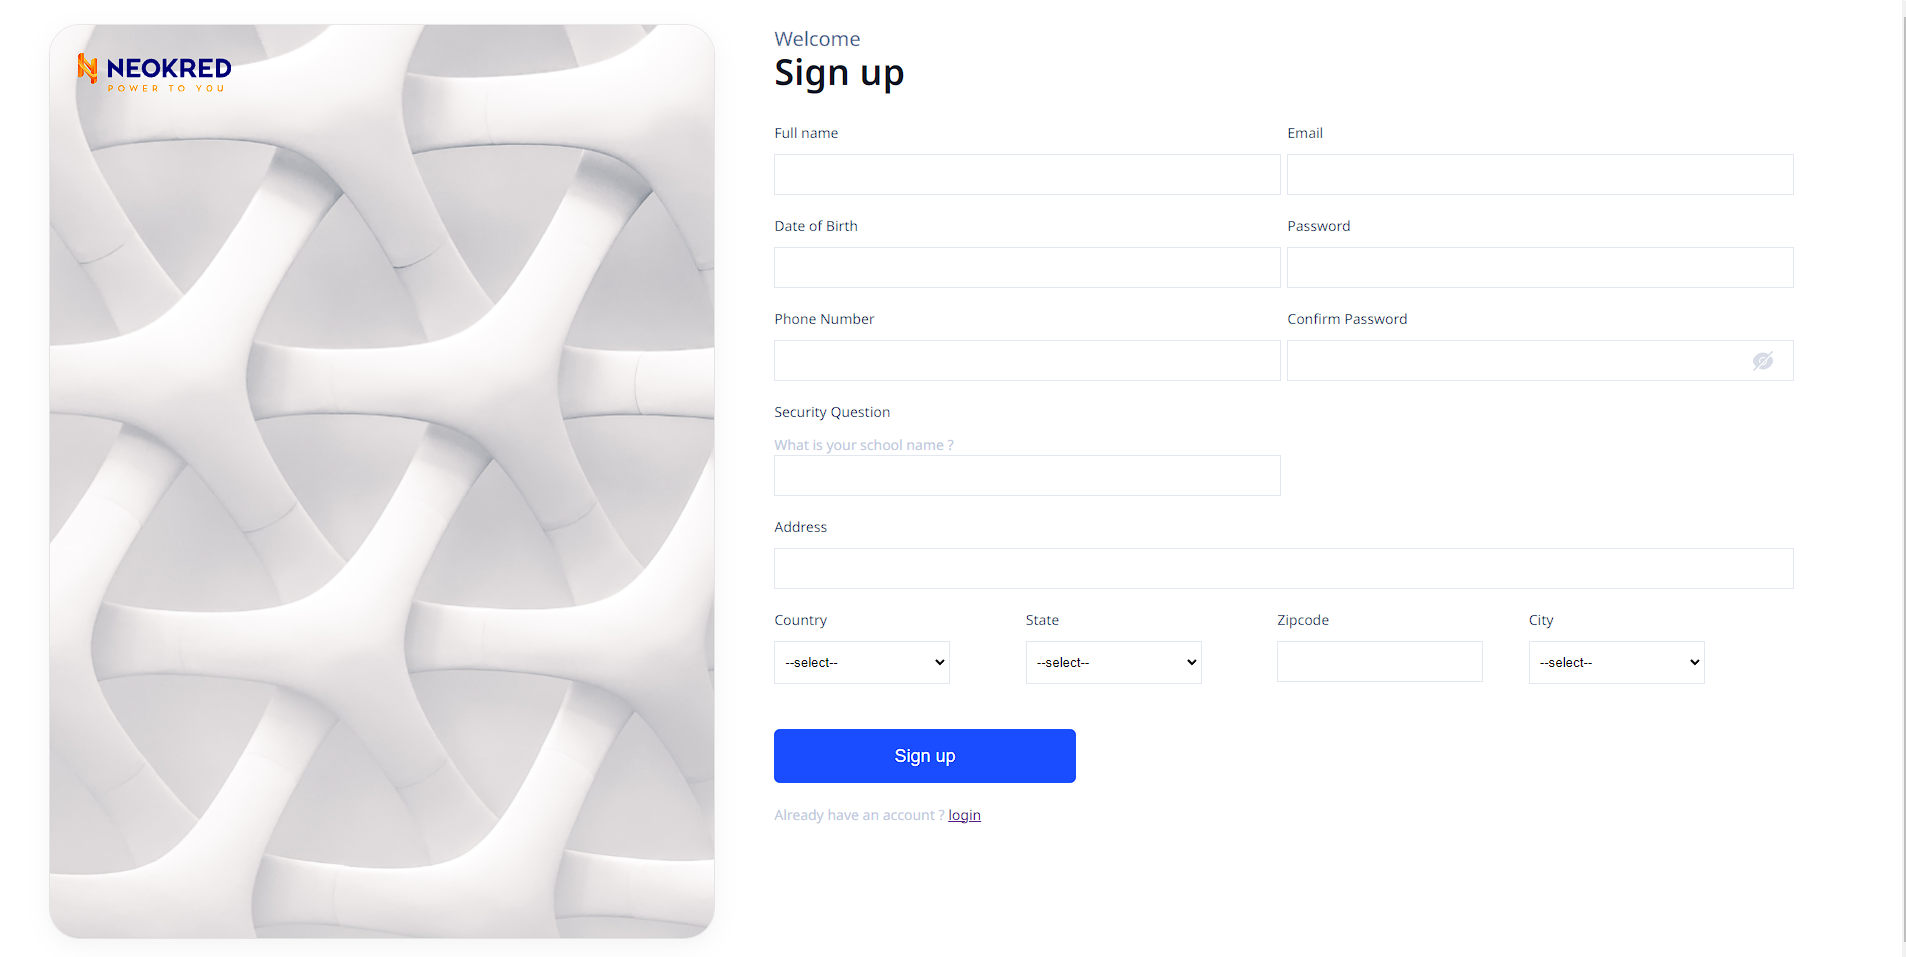 NEOKRED
POWER TO YOU
Welcome
Sign up
Full name
Email
Date of Birth
Password
Phone Number
Confirm Password
Security Question
What is your school name ?
Address
Country
State
Zipcode
City
--select--
--select--
--select--
Sign up
Already have an account ? login